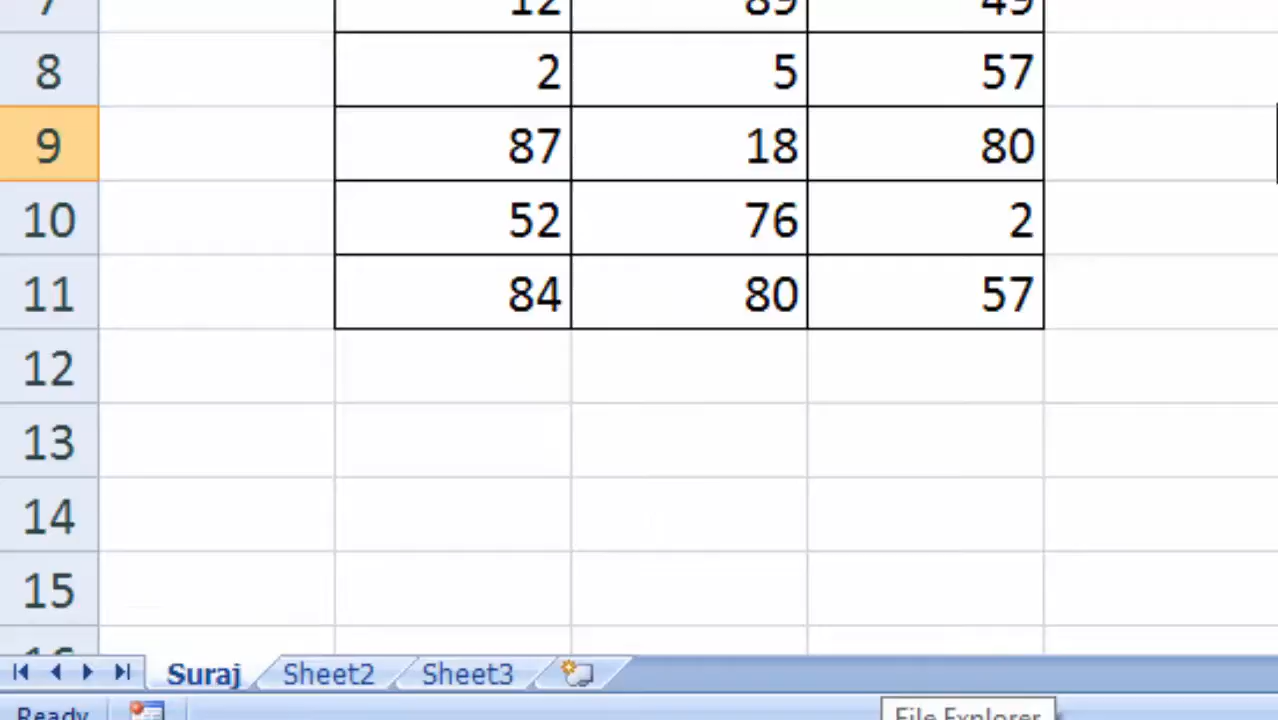 7 12 89 49
8 2 5 57
9 87 18 80
10 52 76 2
11 84 80 57
12
13
14
15
16
Suraj Sheet2 Sheet3
Ready File Explorer